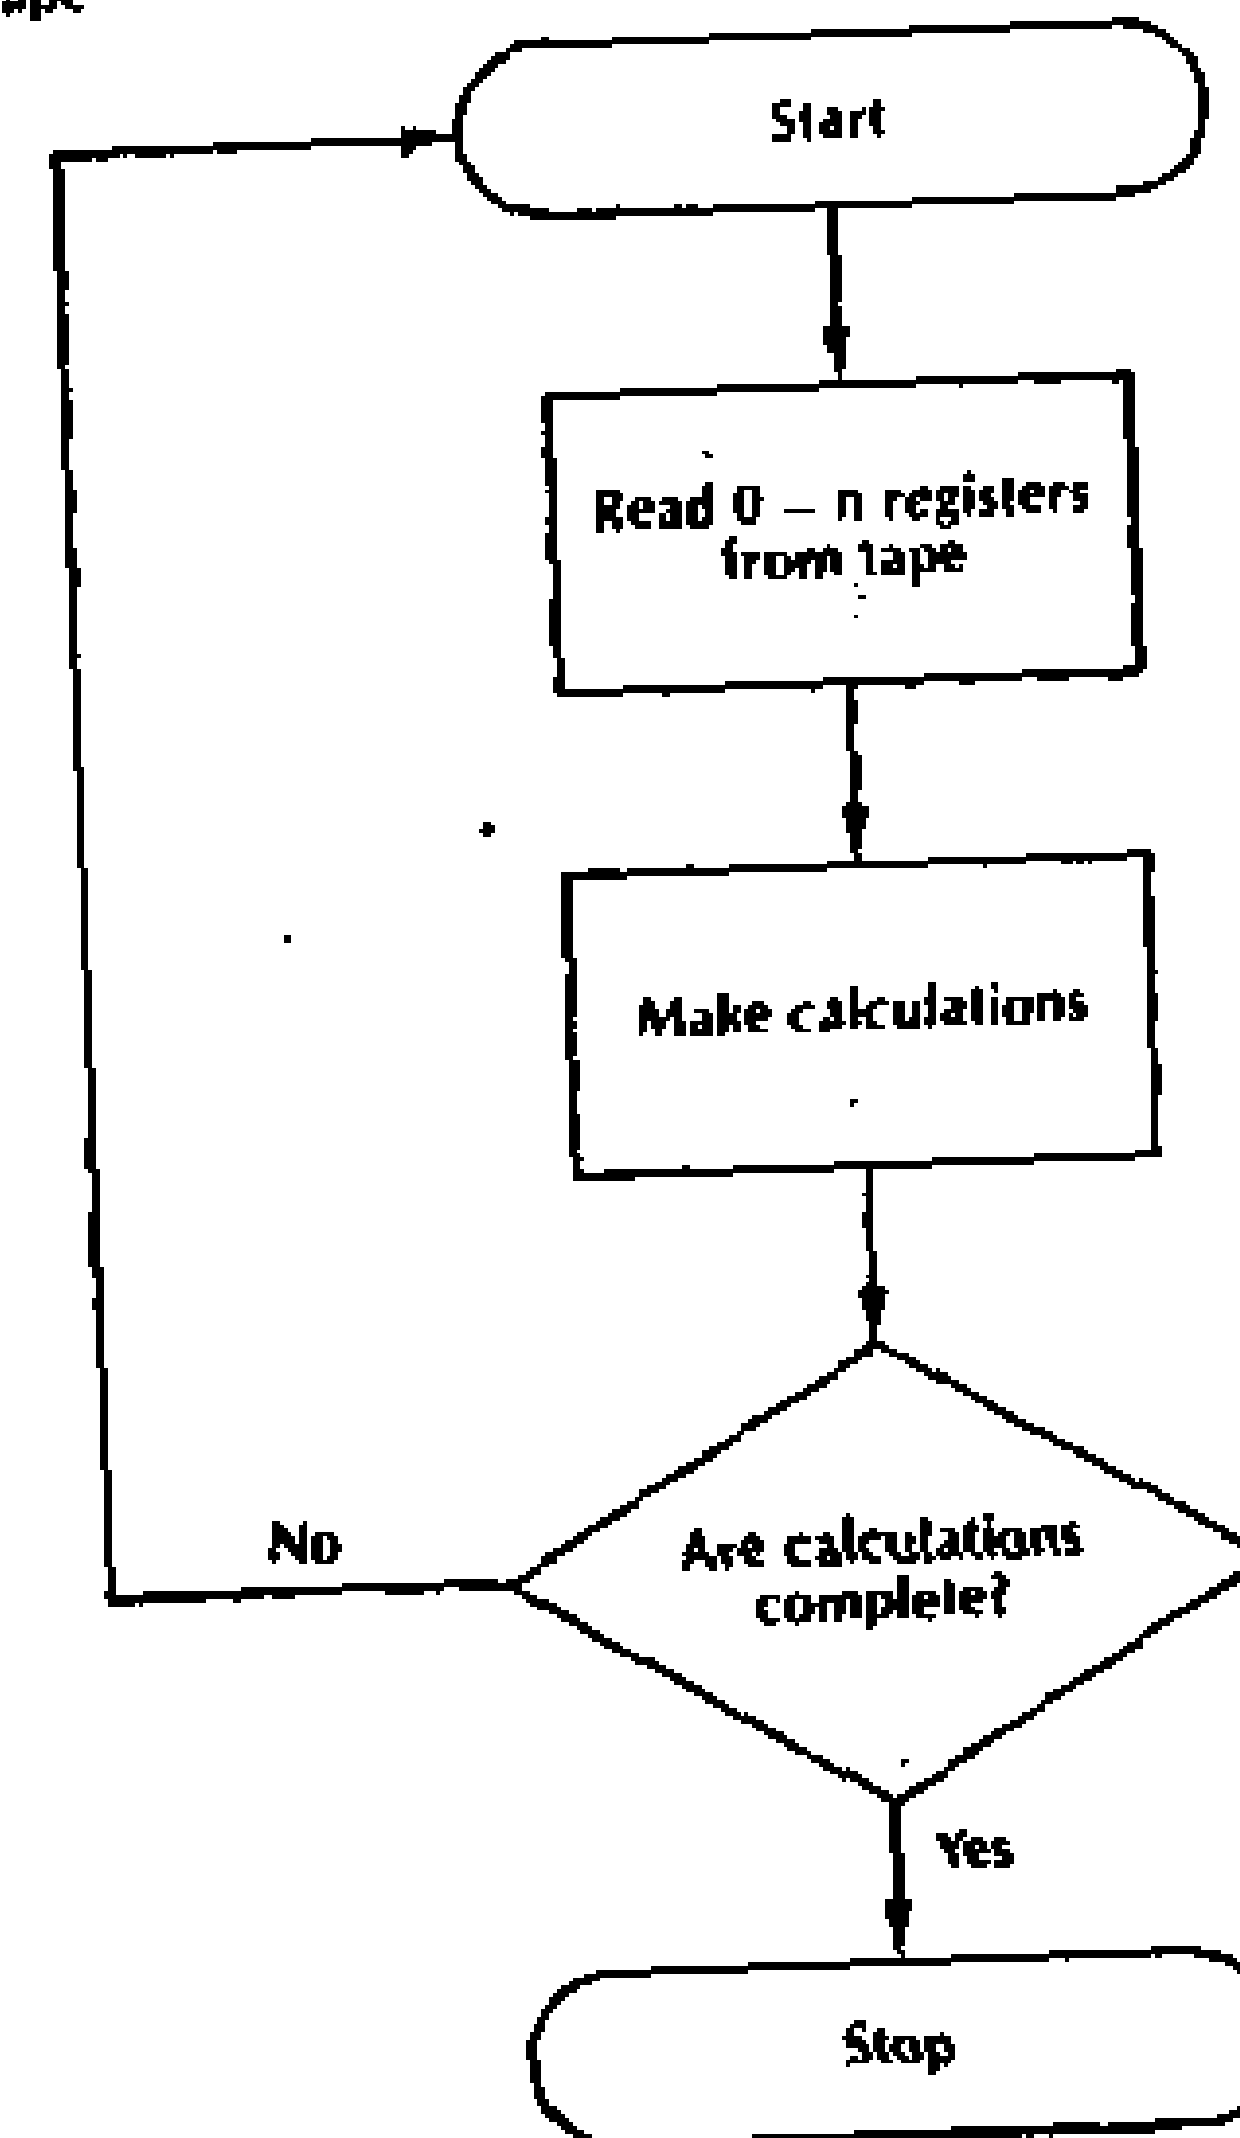 Start
Read 0 – n registers
from tape
Make calculations
Are calculations
complete?
No
Yes
Stop